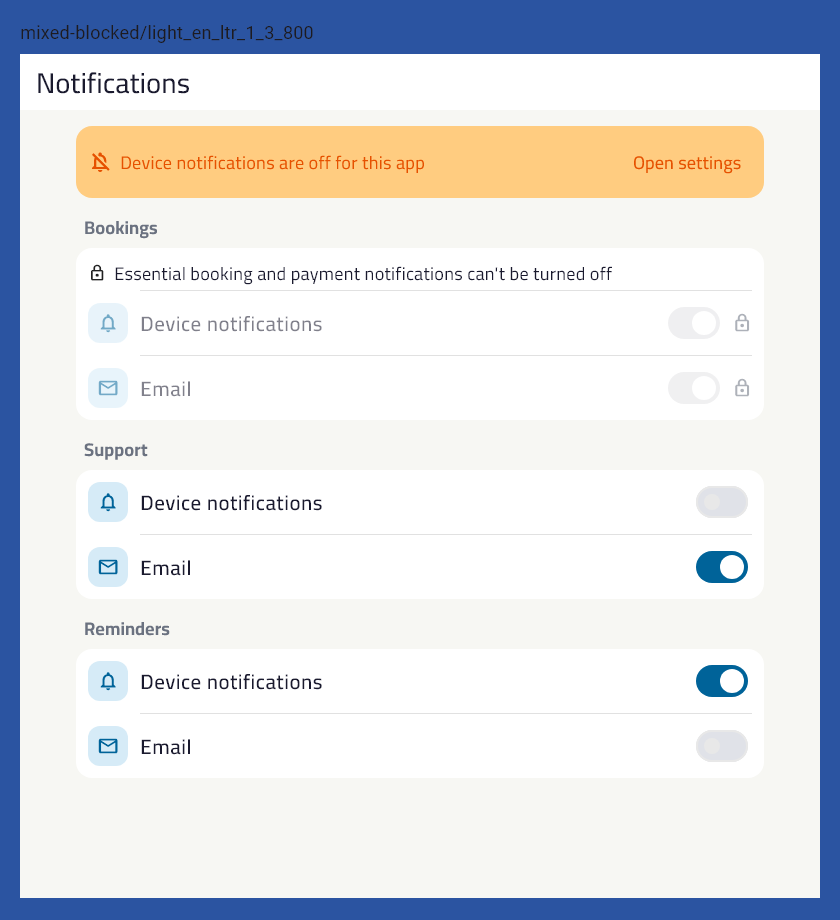 mixed-blocked/light_en_ltr_1_3_800
Notifications
Device notifications are off for this app
Open settings
Bookings
Essential booking and payment notifications can't be turned off
Device notifications
Email
Support
Device notifications
Email
Reminders
Device notifications
Email